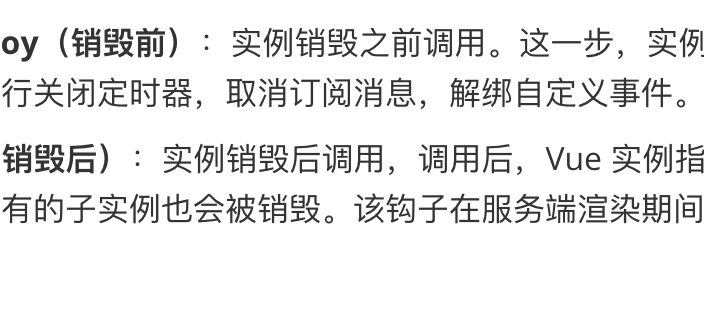 oy（销毁前）：实例销毁之前调用。这一步，实例
行关闭定时器，取消订阅消息，解绑自定义事件。
销毁后）：实例销毁后调用，调用后，Vue 实例指
有的子实例也会被销毁。该钩子在服务端渲染期间